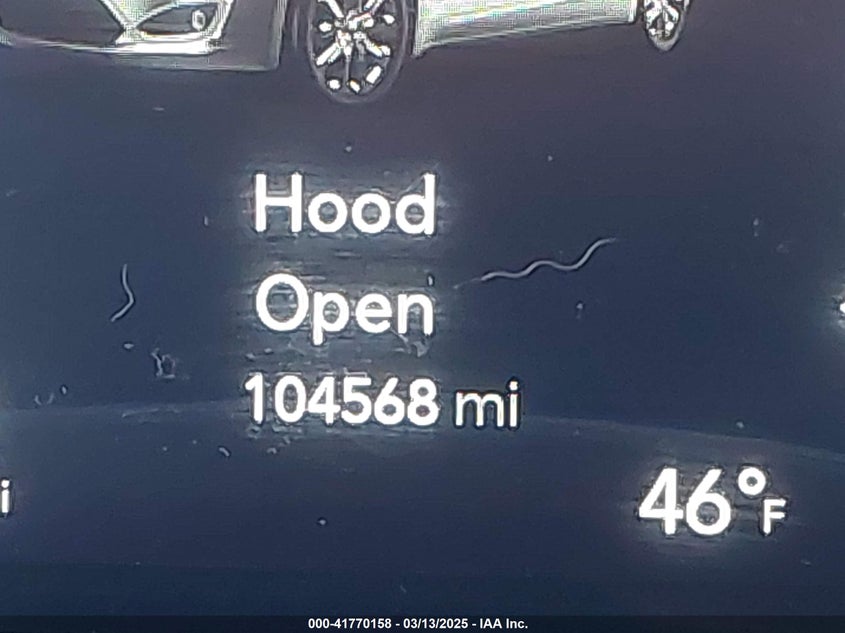 Hood
Open
104568 mi
i
46°F
000-41770158 - 03/13/2025 - IAA Inc.